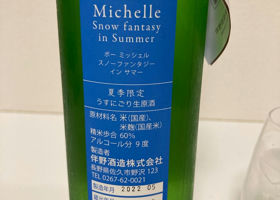 Michelle
Snow fantasy
in Summer
ボー ミッシェル
スノーファンタジー
イン サマー
夏季限定
うすにごり生原酒
原材料名 米(国産)、
米麹(国産米)
精米歩合 60%
アルコール分 9度
製造者
伴野酒造株式会社
長野県佐久市野沢 123
TEL 0267-62-0021
製造年月 2022 05